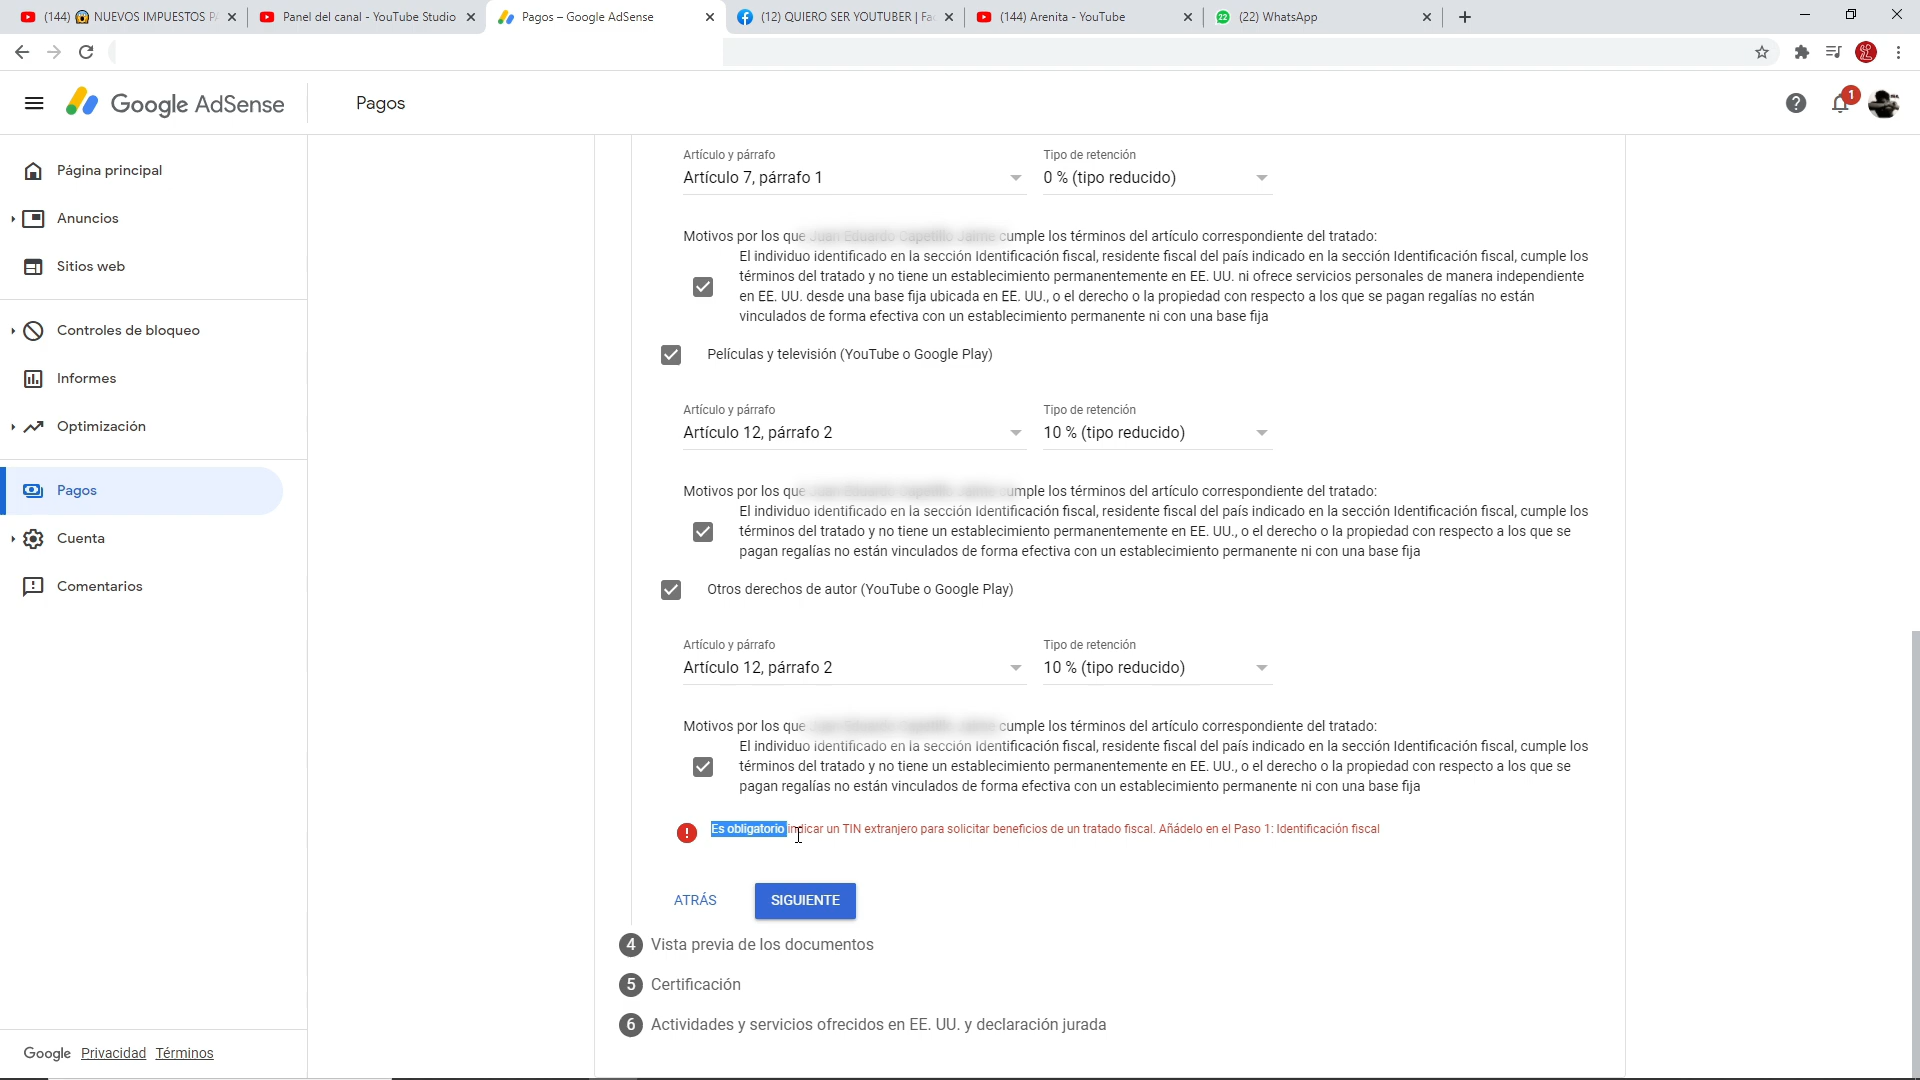 (144) 😱 NUEVOS IMPUESTOS P
Panel del canal - YouTube Studio
Pagos – Google AdSense
(12) QUIERO SER YOUTUBER | Fa
(144) Arenita - YouTube
22
(22) WhatsApp
Google AdSense
Pagos
1
Página principal
Anuncios
Sitios web
Controles de bloqueo
Informes
Optimización
Pagos
Cuenta
Comentarios
Google Privacidad Términos
Artículo y párrafo
Artículo 7, párrafo 1
Tipo de retención
0 % (tipo reducido)
Motivos por los que cumple los términos del artículo correspondiente del tratado:
El individuo identificado en la sección Identificación fiscal, residente fiscal del país indicado en la sección Identificación fiscal, cumple los
términos del tratado y no tiene un establecimiento permanentemente en EE. UU. ni ofrece servicios personales de manera independiente
en EE. UU. desde una base fija ubicada en EE. UU., o el derecho o la propiedad con respecto a los que se pagan regalías no están
vinculados de forma efectiva con un establecimiento permanente ni con una base fija
Películas y televisión (YouTube o Google Play)
Artículo y párrafo
Artículo 12, párrafo 2
Tipo de retención
10 % (tipo reducido)
Motivos por los que cumple los términos del artículo correspondiente del tratado:
El individuo identificado en la sección Identificación fiscal, residente fiscal del país indicado en la sección Identificación fiscal, cumple los
términos del tratado y no tiene un establecimiento permanentemente en EE. UU., o el derecho o la propiedad con respecto a los que se
pagan regalías no están vinculados de forma efectiva con un establecimiento permanente ni con una base fija
Otros derechos de autor (YouTube o Google Play)
Artículo y párrafo
Artículo 12, párrafo 2
Tipo de retención
10 % (tipo reducido)
Motivos por los que cumple los términos del artículo correspondiente del tratado:
El individuo identificado en la sección Identificación fiscal, residente fiscal del país indicado en la sección Identificación fiscal, cumple los
términos del tratado y no tiene un establecimiento permanentemente en EE. UU., o el derecho o la propiedad con respecto a los que se
pagan regalías no están vinculados de forma efectiva con un establecimiento permanente ni con una base fija
Es obligatorio indicar un TIN extranjero para solicitar beneficios de un tratado fiscal. Añádelo en el Paso 1: Identificación fiscal
ATRÁS
SIGUIENTE
4 Vista previa de los documentos
5 Certificación
6 Actividades y servicios ofrecidos en EE. UU. y declaración jurada